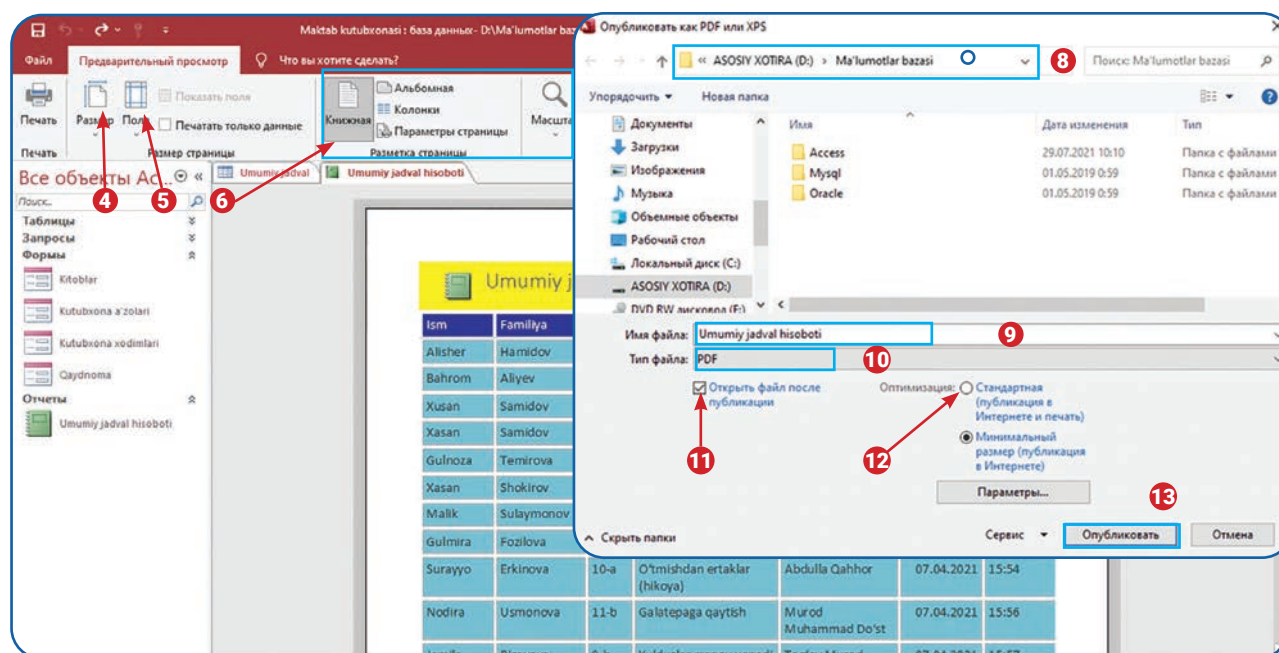 Maktab kutubxonasi : база данных- D:\Ma'lumotlar baz
Файл
Предварительный просмотр
Что вы хотите сделать?
Печать
Размер
Поля
Показать поля
Печатать только данные
Книжная
Альбомная
Колонки
Параметры страницы
Масшта
Печать
Размер страницы
Разметка страницы
4
5
6
Все объекты Ac...
Поиск...
Таблицы
Запросы
Формы
Kitoblar
Kutubxona a'zolari
Kutubxona xodimlari
Qaydnoma
Отчеты
Umumiy jadval hisoboti
Umumiy jadval
Umumiy jadval hisoboti
Umumiy j
Ism Familiya
Alisher Hamidov
Bahrom Aliyev
Xusan Samidov
Xasan Samidov
Gulnoza Temirova
Xasan Shokirov
Malik Sulaymonov
Gulmira Fozilova
Surayyo Erkinova 10-a O'tmishdan ertaklar Abdulla Qahhor 07.04.2021 15:54
(hikoya)
Nodira Usmonova 11-b Galatepaga qaytish Murod 07.04.2021 15:56
Muhammad Do'st
Опубликовать как PDF или XPS
« ASOSIY XOTIRA (D:) › Ma'lumotlar bazasi
8
Поиск: Ma'lumotlar bazasi
Упорядочить
Новая папка
Документы
Загрузки
Изображения
Музыка
Объемные объекты
Рабочий стол
Локальный диск (C:)
ASOSIY XOTIRA (D:)
DVD RW дисковод (F:)
Имя Дата изменения Тип
Access 29.07.2021 10:10 Папка с файлами
Mysql 01.05.2019 0:59 Папка с файлами
Oracle 01.05.2019 0:59 Папка с файлами
Имя файла: Umumiy jadval hisoboti
9
Тип файла: PDF
10
Открыть файл после
публикации
11
Оптимизация:
Стандартная
(публикация в
Интернете и печать)
12
Минимальный
размер (публикация
в Интернете)
Параметры...
13
Скрыть папки
Сервис
Опубликовать
Отмена